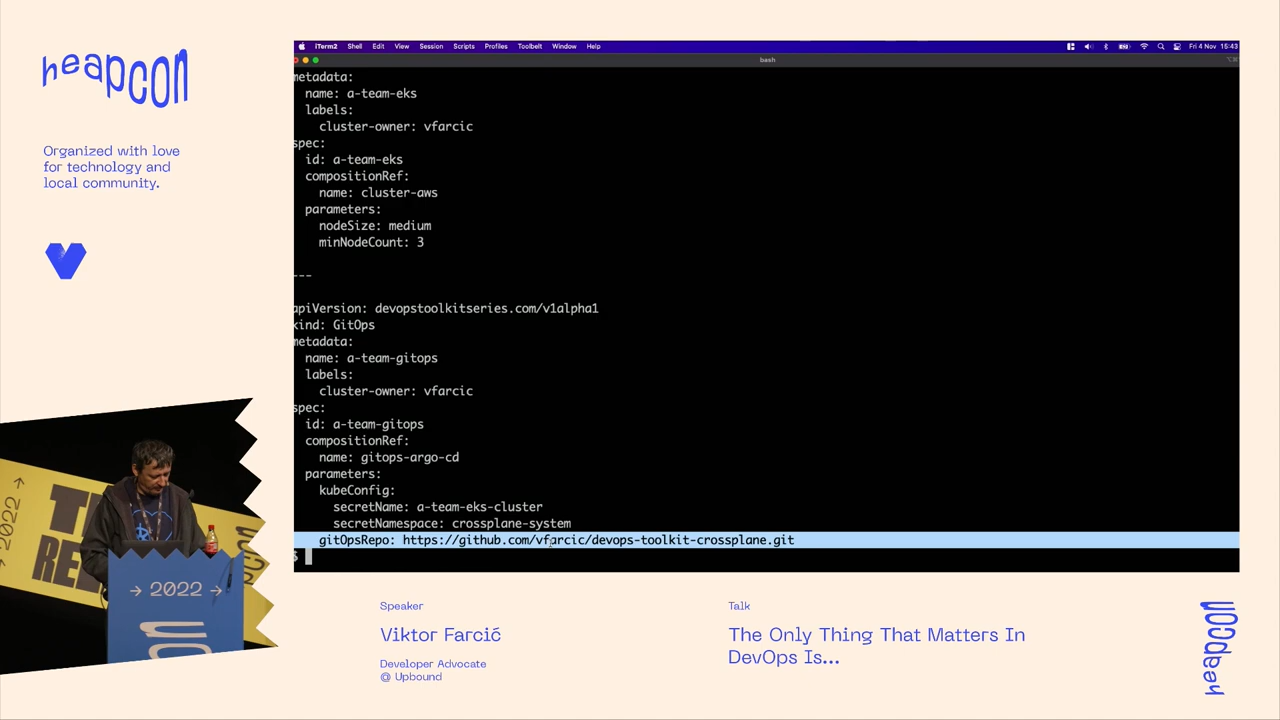 heapcon
Organized with love
for technology and
local community.
iTerm2 Shell Edit View Session Scripts Profiles Toolbelt Window Help
Fri 4 Nov 15:43
bash
metadata:
name: a-team-eks
labels:
cluster-owner: vfarcic
spec:
id: a-team-eks
compositionRef:
name: cluster-aws
parameters:
nodeSize: medium
minNodeCount: 3
---
apiVersion: devopstoolkitseries.com/v1alpha1
kind: GitOps
metadata:
name: a-team-gitops
labels:
cluster-owner: vfarcic
spec:
id: a-team-gitops
compositionRef:
name: gitops-argo-cd
parameters:
kubeConfig:
secretName: a-team-eks-cluster
secretNamespace: crossplane-system
gitOpsRepo: https://github.com/vfarcic/devops-toolkit-crossplane.git
$
→ 2022 →
Speaker
Viktor Farcić
Developer Advocate
@ Upbound
Talk
The Only Thing That Matters In
DevOps Is...
heapcon